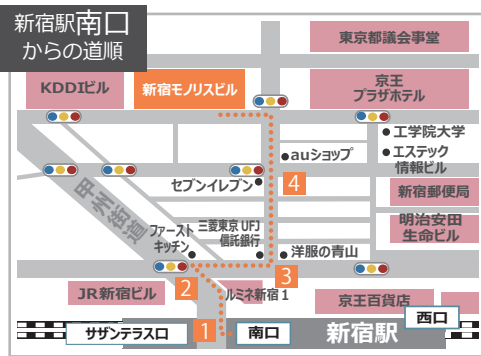 新宿駅南口
からの道順
東京都議会事堂
KDDIビル
新宿モノリスビル
京王
プラザホテル
工学院大学
auショップ
エステック
情報ビル
4
セブンイレブン
新宿郵便局
甲州街道
ファースト
キッチン
三菱東京UFJ
信託銀行
明治安田
生命ビル
洋服の青山
3
2
JR新宿ビル
ルミネ新宿1
京王百貨店
西口
1
サザンテラス口
南口
新宿駅